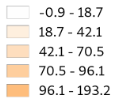 -0.9 - 18.7
18.7 - 42.1
42.1 - 70.5
70.5 - 96.1
96.1 - 193.2